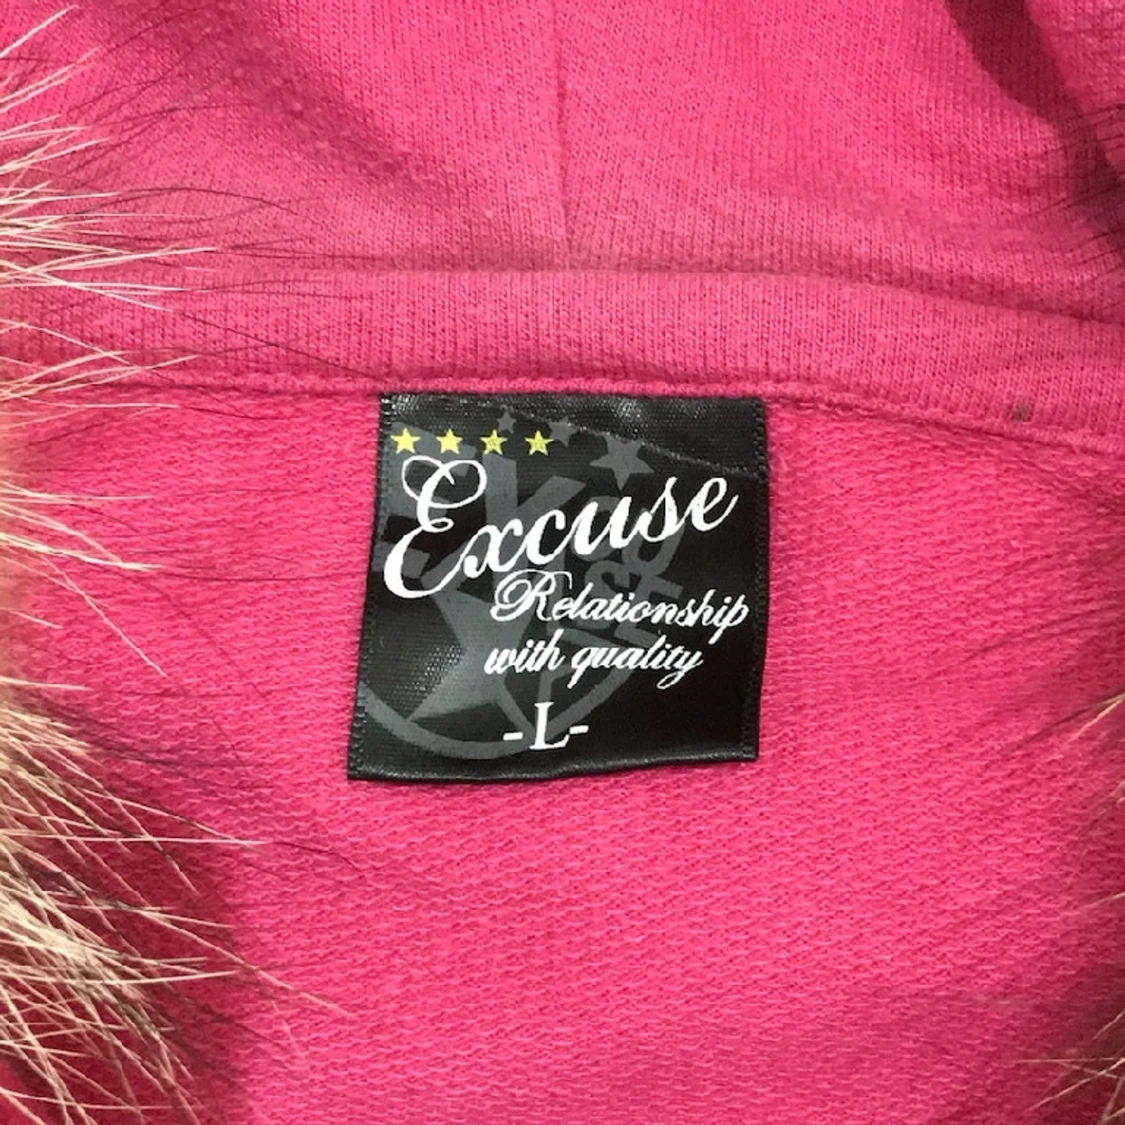 Excuse
Relationship
with quality
-L-